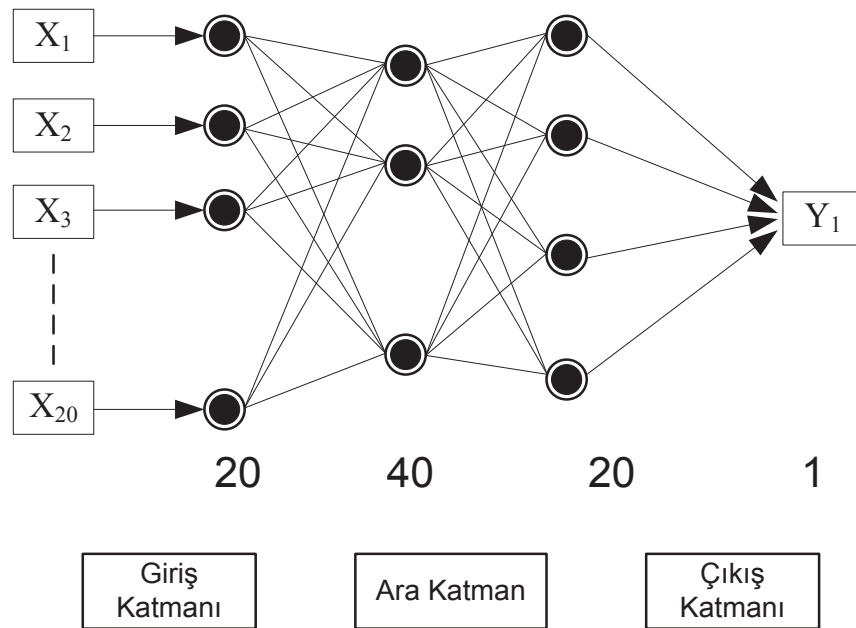 X1
X2
X3
X20
Y1
20 40 20 1
Giriş
Katmanı
Ara Katman
Çıkış
Katmanı